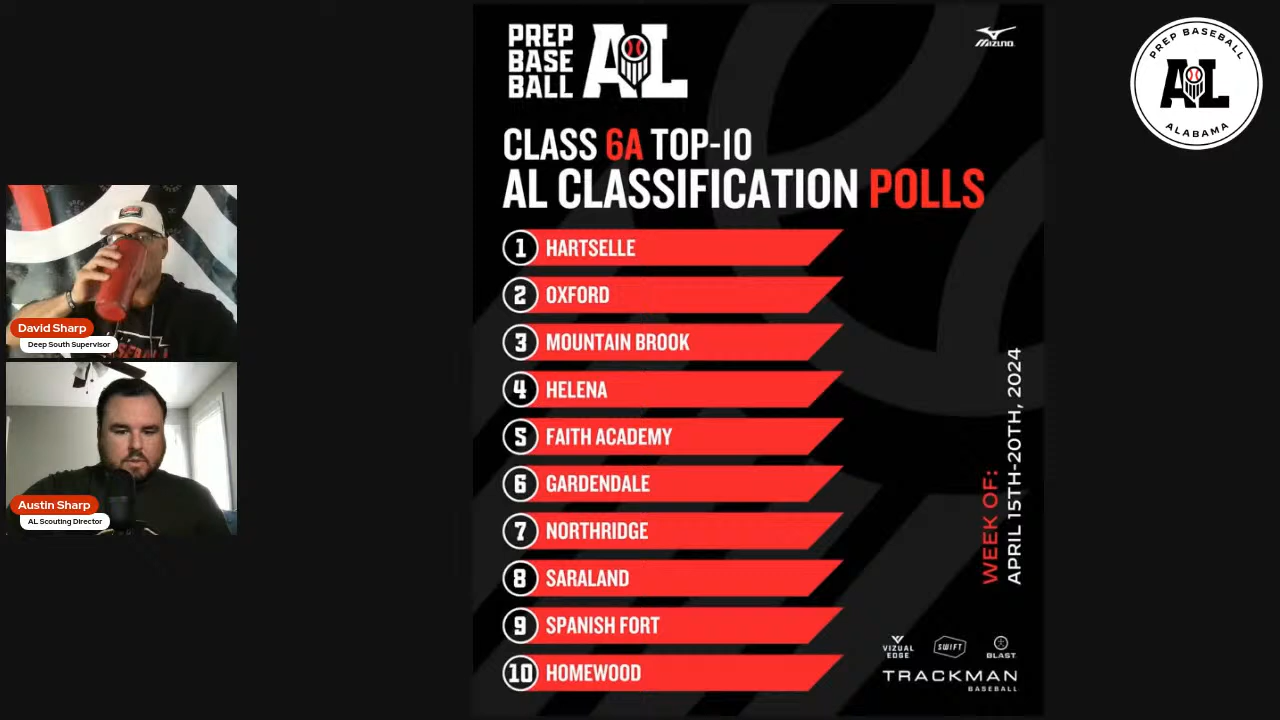 PREP
BASE
BALL
AL
MIZUNO
PREP BASEBALL
AL
ALABAMA
CLASS 6A TOP-10
AL CLASSIFICATION POLLS
1 HARTSELLE
2 OXFORD
3 MOUNTAIN BROOK
4 HELENA
5 FAITH ACADEMY
6 GARDENDALE
7 NORTHRIDGE
8 SARALAND
9 SPANISH FORT
10 HOMEWOOD
WEEK OF:
APRIL 15TH-20TH, 2024
VIZUAL
EDGE
SWIFT
BLAST
TRACKMAN
BASEBALL
David Sharp
Deep South Supervisor
Austin Sharp
AL Scouting Director